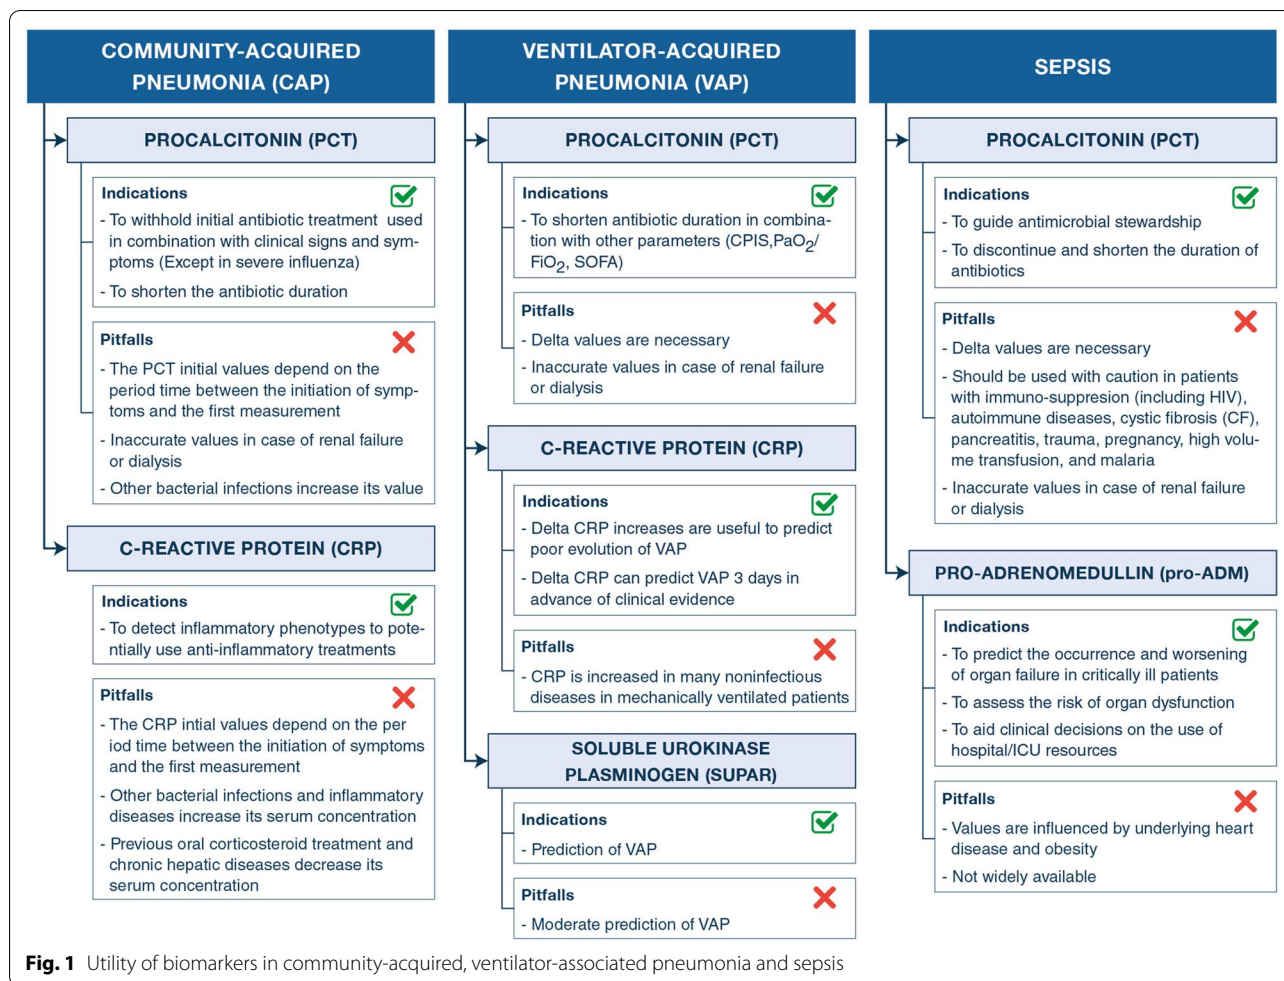 COMMUNITY-ACQUIRED
PNEUMONIA (CAP)
PROCALCITONIN (PCT)
Indications
- To withhold initial antibiotic treatment used
in combination with clinical signs and sym-
ptoms (Except in severe influenza)
- To shorten the antibiotic duration
Pitfalls
- The PCT initial values depend on the
period time between the initiation of symp-
toms and the first measurement
- Inaccurate values in case of renal failure
or dialysis
- Other bacterial infections increase its value
C-REACTIVE PROTEIN (CRP)
Indications
- To detect inflammatory phenotypes to pote-
ntially use anti-inflammatory treatments
Pitfalls
- The CRP intial values depend on the per
iod time between the initiation of symptoms
and the first measurement
- Other bacterial infections and inflammatory
diseases increase its serum concentration
- Previous oral corticosteroid treatment and
chronic hepatic diseases decrease its
serum concentration
VENTILATOR-ACQUIRED
PNEUMONIA (VAP)
PROCALCITONIN (PCT)
Indications
- To shorten antibiotic duration in combina-
tion with other parameters (CPIS,PaO2/
FiO2, SOFA)
Pitfalls
- Delta values are necessary
- Inaccurate values in case of renal failure
or dialysis
C-REACTIVE PROTEIN (CRP)
Indications
- Delta CRP increases are useful to predict
poor evolution of VAP
- Delta CRP can predict VAP 3 days in
advance of clinical evidence
Pitfalls
- CRP is increased in many noninfectious
diseases in mechanically ventilated patients
SOLUBLE UROKINASE
PLASMINOGEN (SUPAR)
Indications
- Prediction of VAP
Pitfalls
- Moderate prediction of VAP
SEPSIS
PROCALCITONIN (PCT)
Indications
- To guide antimicrobial stewardship
- To discontinue and shorten the duration of
antibiotics
Pitfalls
- Delta values are necessary
- Should be used with caution in patients
with immuno-suppresion (including HIV),
autoimmune diseases, cystic fibrosis (CF),
pancreatitis, trauma, pregnancy, high volu-
me transfusion, and malaria
- Inaccurate values in case of renal failure
or dialysis
PRO-ADRENOMEDULLIN (pro-ADM)
Indications
- To predict the occurrence and worsening
of organ failure in critically ill patients
- To assess the risk of organ dysfunction
- To aid clinical decisions on the use of
hospital/ICU resources
Pitfalls
- Values are influenced by underlying heart
disease and obesity
- Not widely available
Fig. 1 Utility of biomarkers in community-acquired, ventilator-associated pneumonia and sepsis